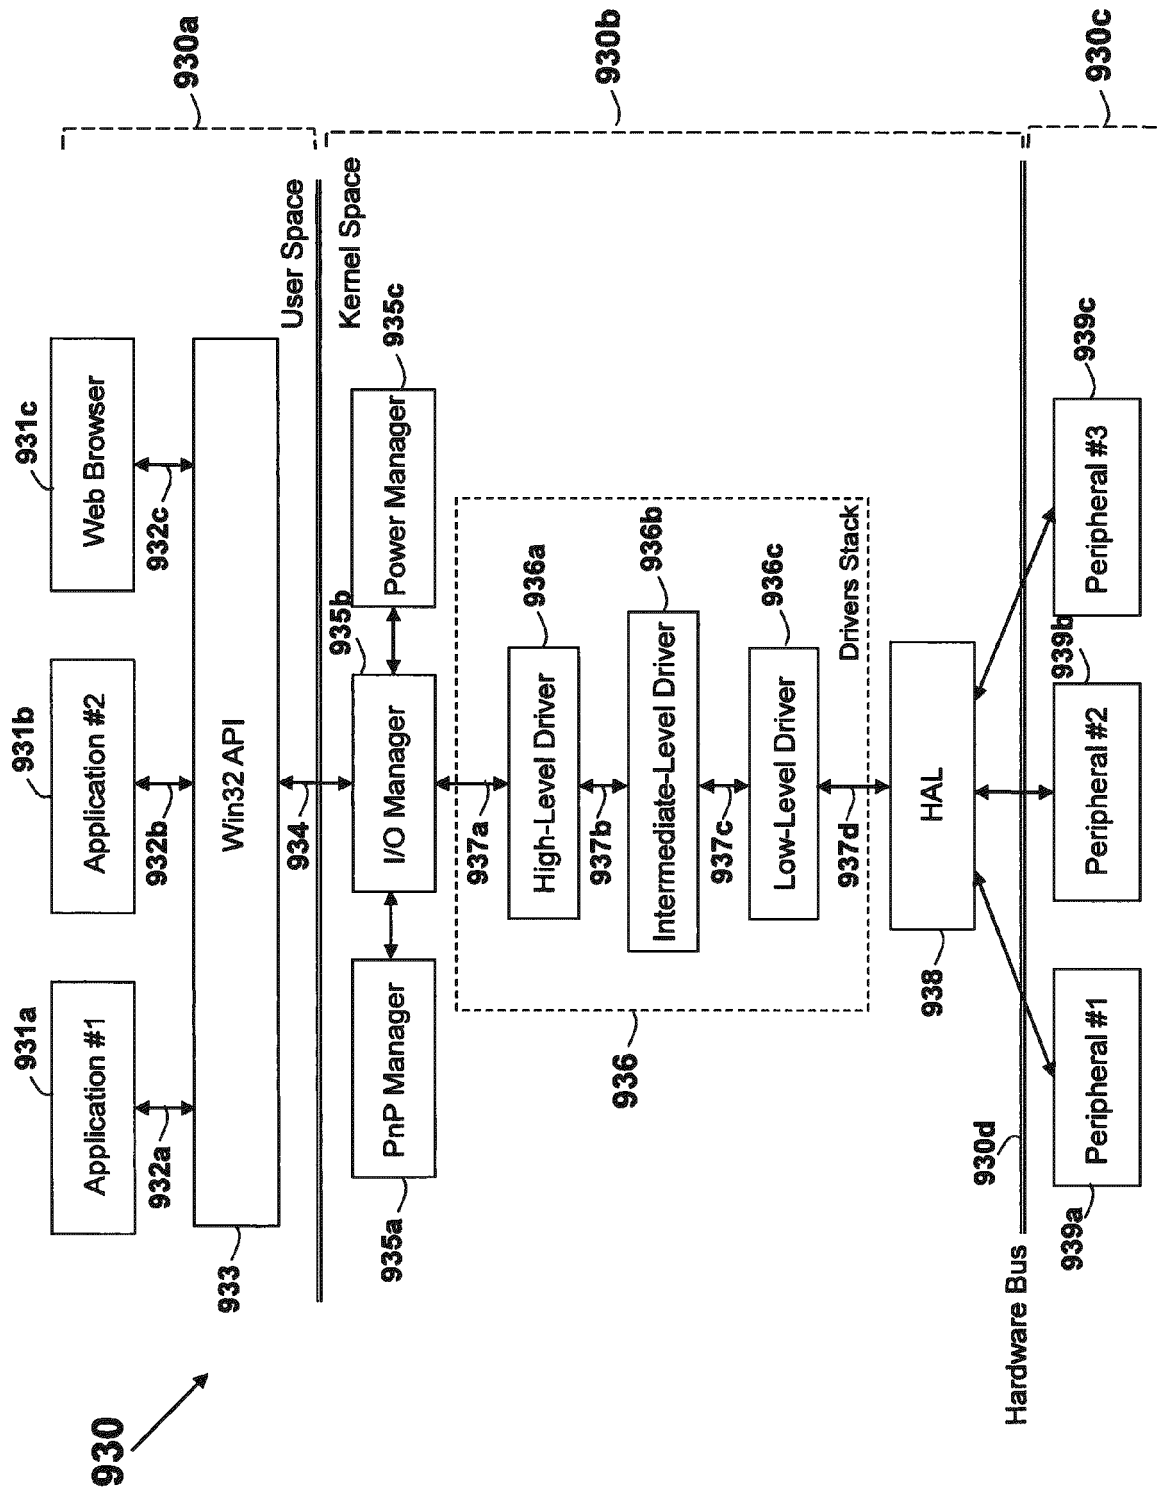 930
931a
Application #1
931b
Application #2
931c
Web Browser
930a
932a
932b
932c
933
Win32 API
934
User Space
Kernel Space
935a
PnP Manager
935b
I/O Manager
935c
Power Manager
930b
937a
936
High-Level Driver
936a
937b
Intermediate-Level Driver
936b
937c
Low-Level Driver
936c
937d
Drivers Stack
938
HAL
930d
Hardware Bus
939a
Peripheral #1
939b
Peripheral #2
939c
Peripheral #3
930c